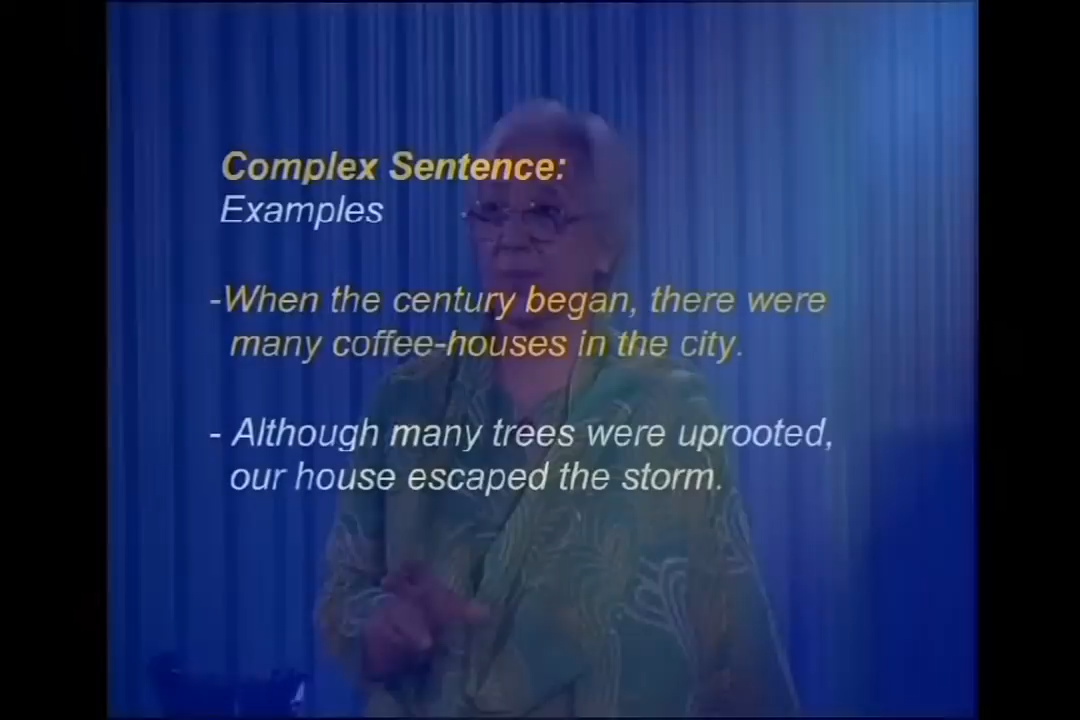 Complex Sentence:
Examples
-When the century began, there were
many coffee-houses in the city.
- Although many trees were uprooted,
our house escaped the storm.